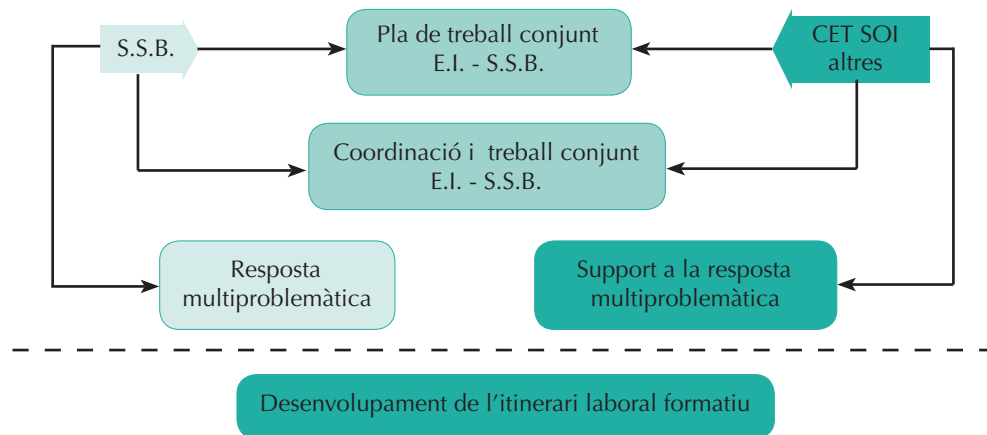 S.S.B.
Pla de treball conjunt
E.I. - S.S.B.
CET SOI
altres
Coordinació i treball conjunt
E.I. - S.S.B.
Resposta
multiproblemàtica
Support a la resposta
multiproblemàtica
Desenvolupament de l'itinerari laboral formatiu